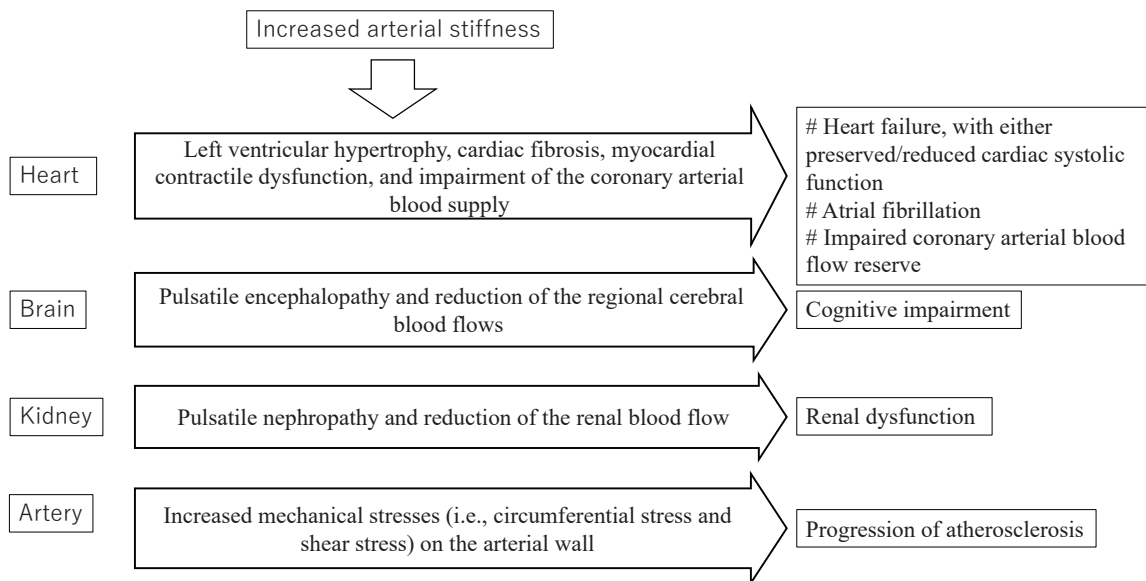 Increased arterial stiffness
Heart
Left ventricular hypertrophy, cardiac fibrosis, myocardial
contractile dysfunction, and impairment of the coronary arterial
blood supply
# Heart failure, with either
preserved/reduced cardiac systolic
function
# Atrial fibrillation
# Impaired coronary arterial blood
flow reserve
Brain
Pulsatile encephalopathy and reduction of the regional cerebral
blood flows
Cognitive impairment
Kidney
Pulsatile nephropathy and reduction of the renal blood flow
Renal dysfunction
Artery
Increased mechanical stresses (i.e., circumferential stress and
shear stress) on the arterial wall
Progression of atherosclerosis